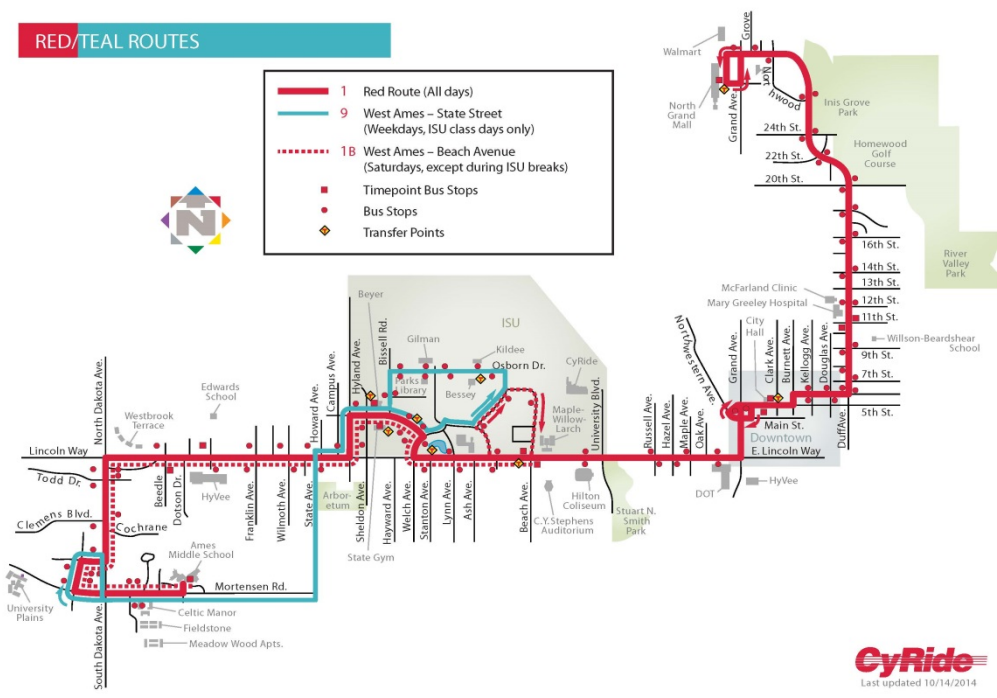 RED/TEAL ROUTES
1 Red Route (All days)
9 West Ames – State Street
(Weekdays, ISU class days only)
1B West Ames – Beach Avenue
(Saturdays, except during ISU breaks)
Timepoint Bus Stops
Bus Stops
Transfer Points
N
Walmart
Grove
North
Grand
Mall
Grand Ave.
Nort
hwood
Inis Grove
Park
24th St.
Homewood
Golf
Course
22th St.
20th St.
16th St.
River
Valley
Park
14th St.
13th St.
McFarland Clinic
12th St.
Mary Greeley Hospital
11th St.
Willson-Beardshear
School
9th St.
7th St.
5th St.
Northwestern Ave.
Grand Ave.
City
Hall
Clark Ave.
Burnett Ave.
Kellogg Ave.
Douglas Ave.
Duff Ave.
Main St.
Downtown
E. Lincoln Way
Beyer
ISU
Hyland Ave.
Bissell Rd.
Gilman
Kildee
Osborn Dr.
Parks
Library
Bessey
CyRide
Maple-
Willow-
Larch
University Blvd.
North Dakota Ave.
Westbrook
Terrace
Edwards
School
Howard Ave.
Campus Ave.
Russell Ave.
Hazel Ave.
Maple Ave.
Oak Ave.
Lincoln Way
Todd Dr.
Beedle
Dotson Dr.
HyVee
Franklin Ave.
Wilmoth Ave.
State Ave.
Arbor-
etum
Sheldon Ave.
Hayward Ave.
Welch Ave.
Stanton Ave.
Lynn Ave.
Ash Ave.
Beach Ave.
C.Y. Stephens
Auditorium
Hilton
Coliseum
Stuart N.
Smith
Park
DOT
HyVee
State Gym
Clemens Blvd.
Cochrane
Ames
Middle School
Mortensen Rd.
University
Plains
South Dakota Ave.
Celtic Manor
Fieldstone
Meadow Wood Apts.
CyRide
Last updated 10/14/2014